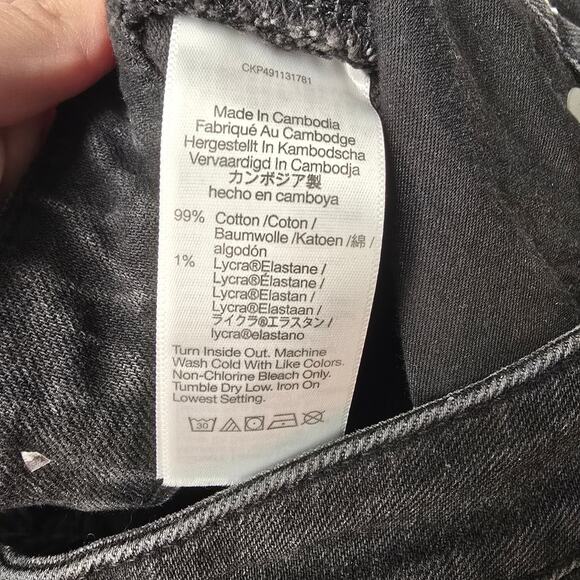 CKP491131781
Made In Cambodia
Fabriqué Au Cambodge
Hergestellt In Kambodscha
Vervaardigd In Cambodja
カンボジア製
hecho en camboya
99% Cotton /Coton /
Baumwolle /Katoen /綿 /
algodón
1% Lycra®Elastane /
Lycra®Élastane /
Lycra®Elastan /
Lycra®Elastaan /
ライクラ®エラスタン /
lycra®elastano
Turn Inside Out. Machine
Wash Cold With Like Colors.
Non-Chlorine Bleach Only.
Tumble Dry Low. Iron On
Lowest Setting.
30